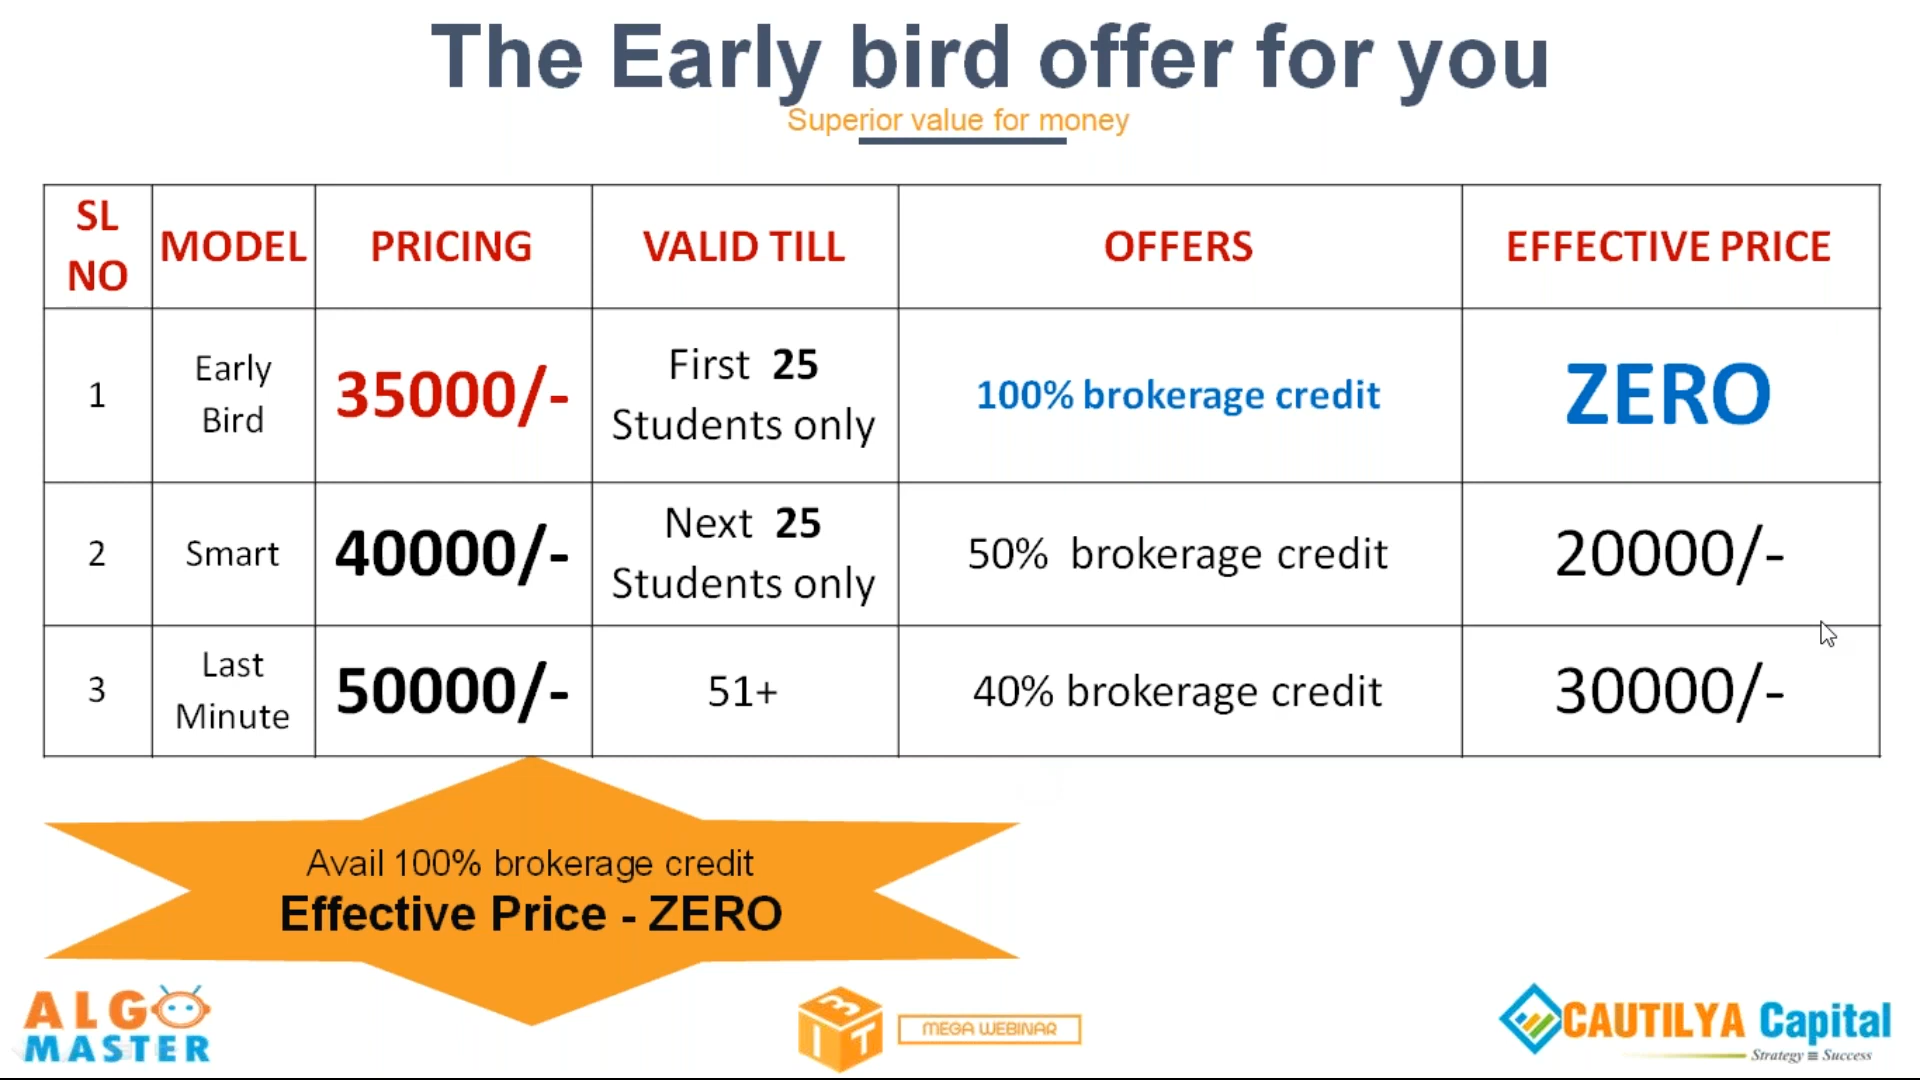 The Early bird offer for you
Superior value for money
SL NO MODEL PRICING VALID TILL OFFERS EFFECTIVE PRICE
1 Early Bird 35000/- First 25 Students only 100% brokerage credit ZERO
2 Smart 40000/- Next 25 Students only 50% brokerage credit 20000/-
3 Last Minute 50000/- 51+ 40% brokerage credit 30000/-
Avail 100% brokerage credit
Effective Price - ZERO
ALGO
MASTER
3
IT
MEGA WEBINAR
CAUTILYA Capital
Strategy ≡ Success